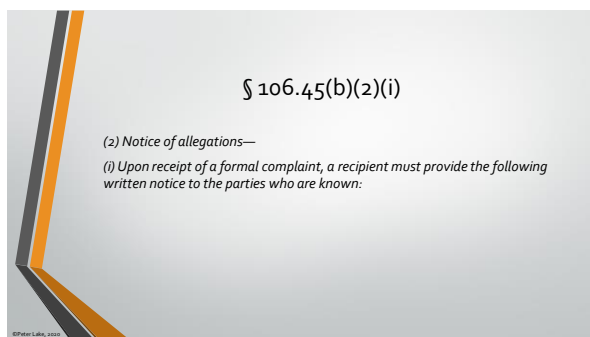 § 106.45(b)(2)(i)
(2) Notice of allegations—
(i) Upon receipt of a formal complaint, a recipient must provide the following
written notice to the parties who are known:
©Peter Lake, 2020